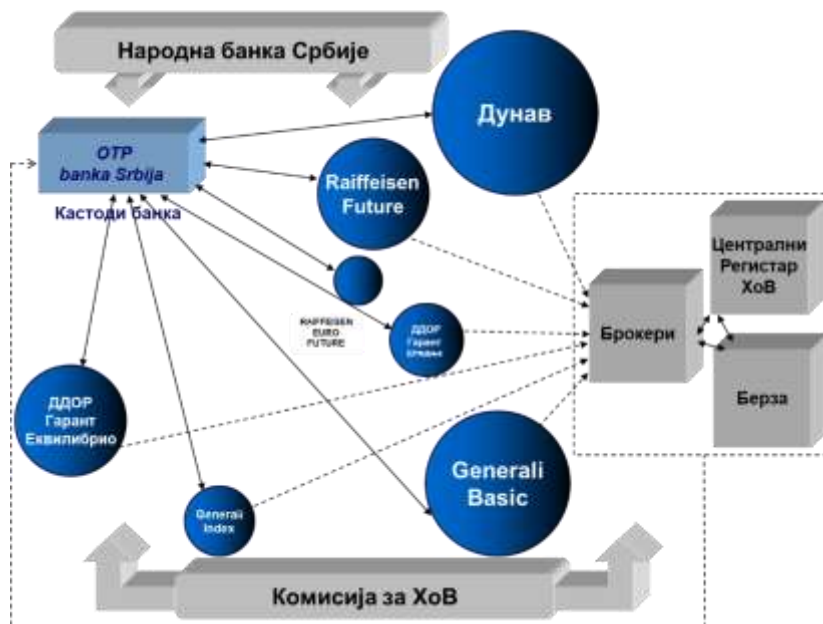 Народна банка Србије
Дунав
OTP
banka Srbija
Кастоди банка
Raiffeisen
Future
RAIFFEISEN
EURO
FUTURE
ДДОР
Гарант
Централни
Регистар
ХоВ
Брокери
Берза
ДДОР
Гарант
Еквилибрио
Generali
Basic
Generali
Index
Комисија за ХоВ